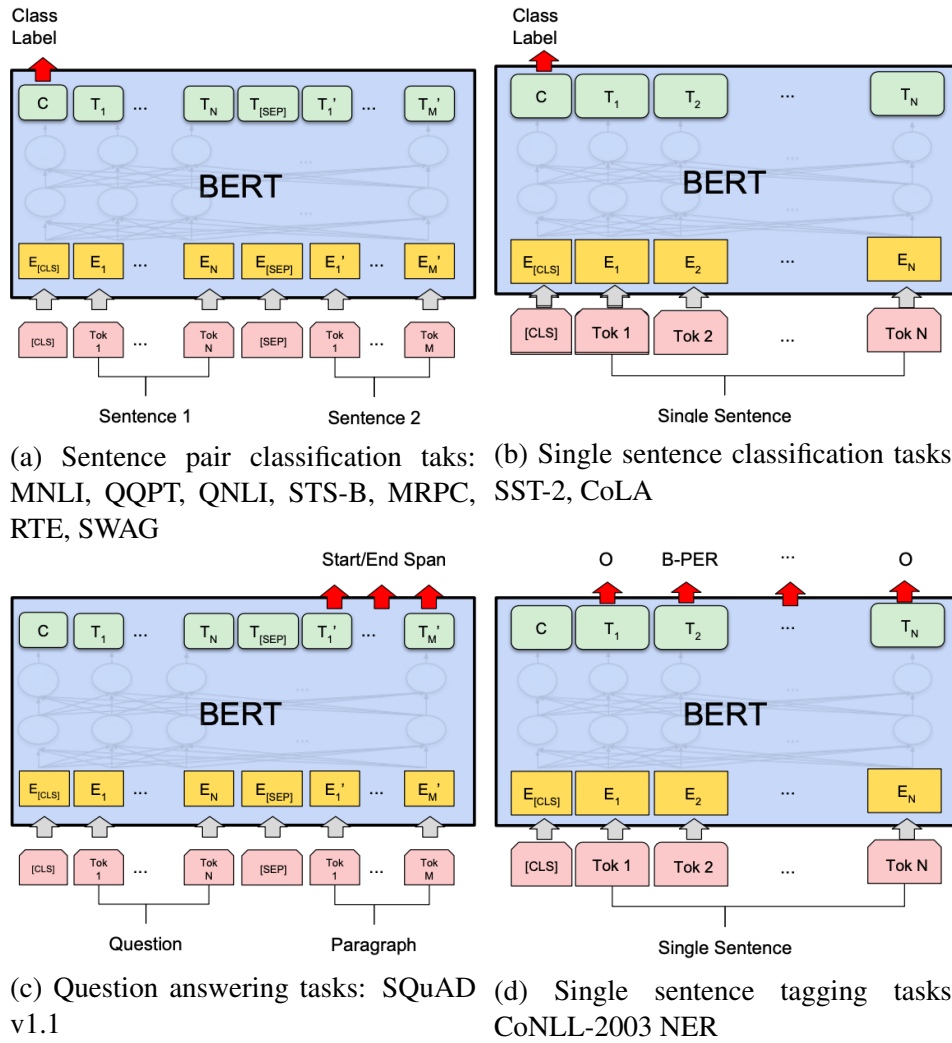 Class
Label
C T1 ... TN T[SEP] T1' ... TM'
...
BERT
...
E[CLS] E1 ... EN E[SEP] E1' ... EM'
[CLS] Tok 1 ... Tok N [SEP] Tok 1 ... Tok M
Sentence 1 Sentence 2
(a) Sentence pair classification taks:
MNLI, QQPT, QNLI, STS-B, MRPC,
RTE, SWAG
Class
Label
C T1 T2 ... TN
...
BERT
...
E[CLS] E1 E2 ... EN
[CLS] Tok 1 Tok 2 ... Tok N
Single Sentence
(b) Single sentence classification tasks
SST-2, CoLA
Start/End Span
C T1 ... TN T[SEP] T1' ... TM'
...
BERT
...
E[CLS] E1 ... EN E[SEP] E1' ... EM'
[CLS] Tok 1 ... Tok N [SEP] Tok 1 ... Tok M
Question Paragraph
(c) Question answering tasks: SQuAD
v1.1
O B-PER ... O
C T1 T2 ... TN
...
BERT
...
E[CLS] E1 E2 ... EN
[CLS] Tok 1 Tok 2 ... Tok N
Single Sentence
(d) Single sentence tagging tasks
CoNLL-2003 NER